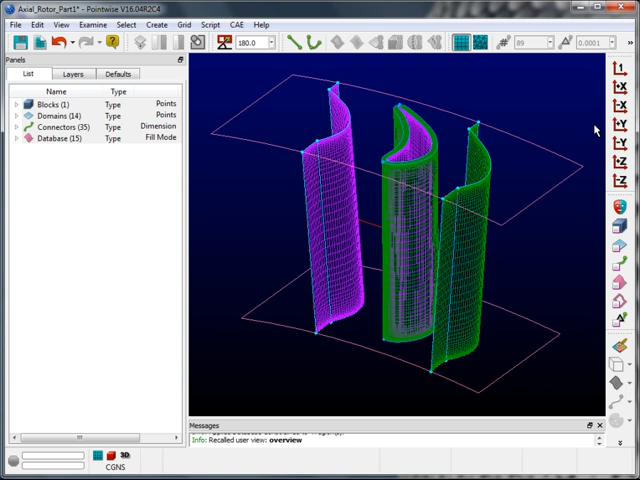 Axial_Rotor_Part1* - Pointwise V16.04R2C4
File Edit View Examine Select Create Grid Script CAE Help
180.0 89 0.0001 »
Panels
List Layers Defaults
Name Type
Blocks (1) Type Points
Domains (14) Type Points
Connectors (35) Type Dimension
Database (15) Type Fill Mode
1
+X
-X
+Y
-Y
+Z
-Z
Messages
Info: Recalled user view: overview
3D
CGNS